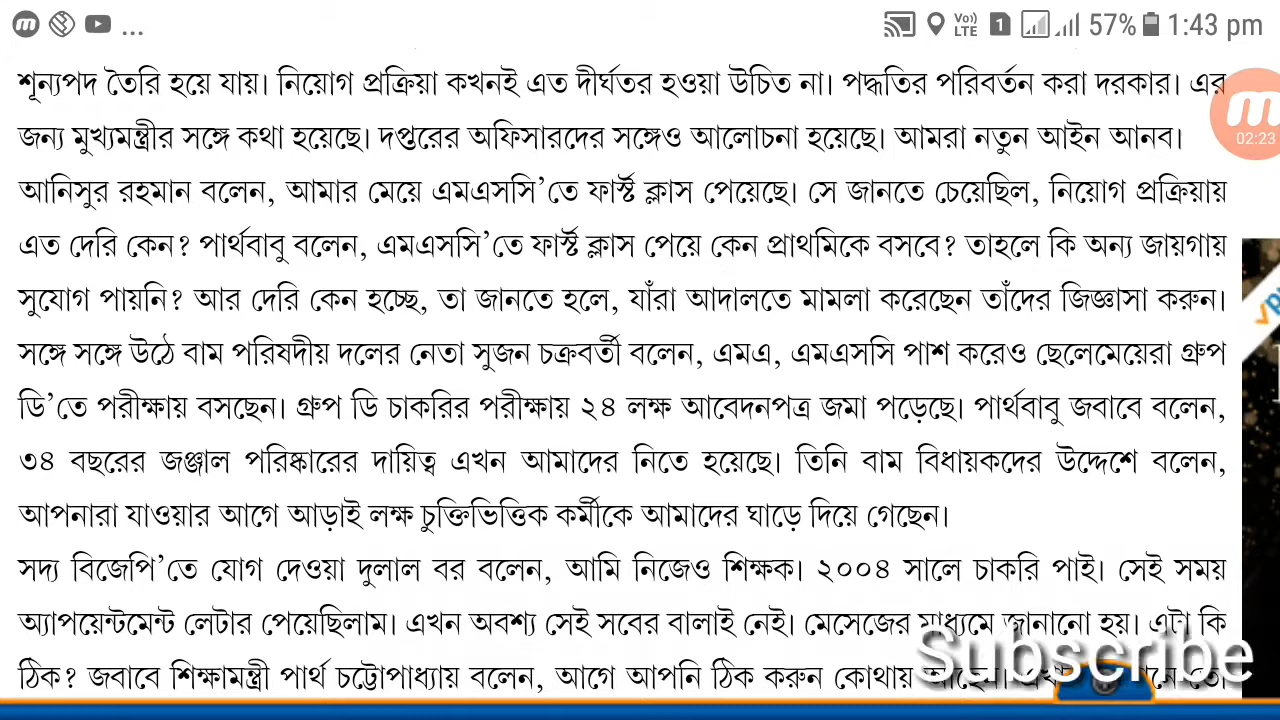 ... Vo) LTE 1 57% 1:43 pm
শূন্যপদ তৈরি হয়ে যায়। নিয়োগ প্রক্রিয়া কখনই এত দীর্ঘতর হওয়া উচিত না। পদ্ধতির পরিবর্তন করা দরকার। এর
জন্য মুখ্যমন্ত্রীর সঙ্গে কথা হয়েছে। দপ্তরের অফিসারদের সঙ্গেও আলোচনা হয়েছে। আমরা নতুন আইন আনব।
02:23
আনিসুর রহমান বলেন, আমার মেয়ে এমএসসি’তে ফার্স্ট ক্লাস পেয়েছে। সে জানতে চেয়েছিল, নিয়োগ প্রক্রিয়ায়
এত দেরি কেন? পার্থবাবু বলেন, এমএসসি’তে ফার্স্ট ক্লাস পেয়ে কেন প্রাথমিকে বসবে? তাহলে কি অন্য জায়গায়
সুযোগ পায়নি? আর দেরি কেন হচ্ছে, তা জানতে হলে, যাঁরা আদালতে মামলা করেছেন তাঁদের জিজ্ঞাসা করুন।
সঙ্গে সঙ্গে উঠে বাম পরিষদীয় দলের নেতা সুজন চক্রবর্তী বলেন, এমএ, এমএসসি পাশ করেও ছেলেমেয়েরা গ্রুপ
ডি’তে পরীক্ষায় বসছেন। গ্রুপ ডি চাকরির পরীক্ষায় ২৪ লক্ষ আবেদনপত্র জমা পড়েছে। পার্থবাবু জবাবে বলেন,
৩৪ বছরের জঞ্জাল পরিষ্কারের দায়িত্ব এখন আমাদের নিতে হয়েছে। তিনি বাম বিধায়কদের উদ্দেশে বলেন,
আপনারা যাওয়ার আগে আড়াই লক্ষ চুক্তিভিত্তিক কর্মীকে আমাদের ঘাড়ে দিয়ে গেছেন।
সদ্য বিজেপি’তে যোগ দেওয়া দুলাল বর বলেন, আমি নিজেও শিক্ষক। ২০০৪ সালে চাকরি পাই। সেই সময়
অ্যাপয়েন্টমেন্ট লেটার পেয়েছিলাম। এখন অবশ্য সেই সবের বালাই নেই। মেসেজের মাধ্যমে জানানো হয়। এটা কি
ঠিক? জবাবে শিক্ষামন্ত্রী পার্থ চট্টোপাধ্যায় বলেন, আগে আপনি ঠিক করুন কোথায়
Subscribe